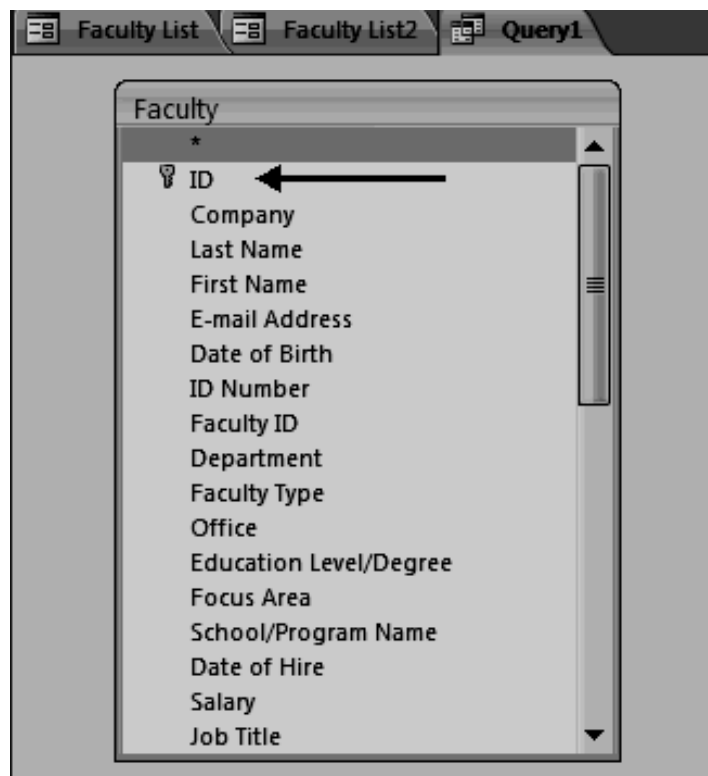 Faculty List Faculty List2 Query1
Faculty
*
ID
Company
Last Name
First Name
E-mail Address
Date of Birth
ID Number
Faculty ID
Department
Faculty Type
Office
Education Level/Degree
Focus Area
School/Program Name
Date of Hire
Salary
Job Title